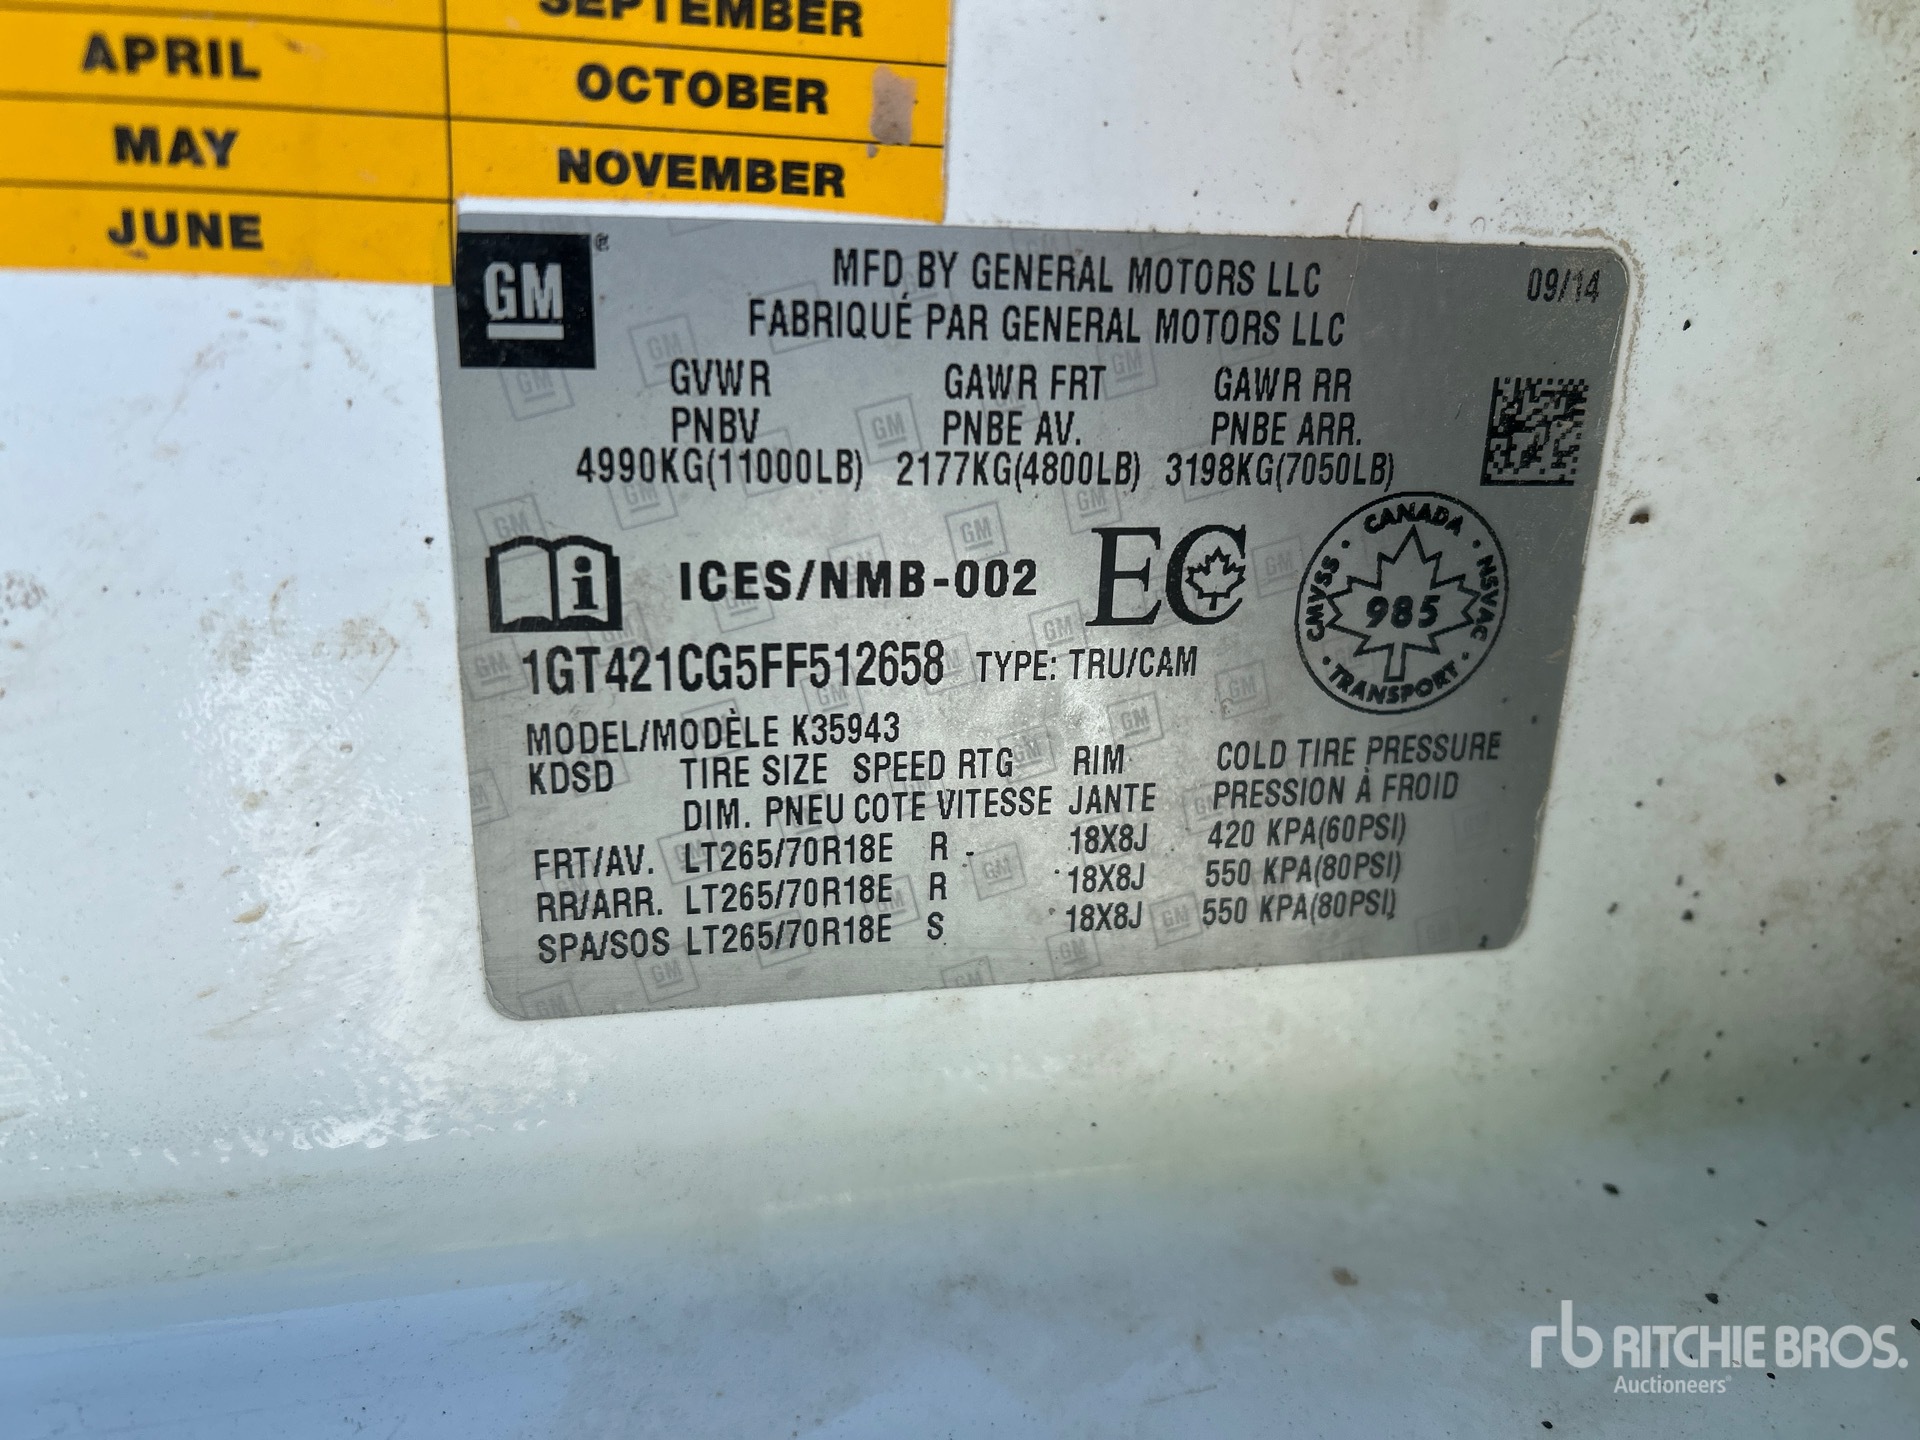 SEPTEMBER
APRIL
OCTOBER
MAY
NOVEMBER
JUNE
GM ®
MFD BY GENERAL MOTORS LLC 09/14
FABRIQUÉ PAR GENERAL MOTORS LLC
GVWR GAWR FRT GAWR RR
PNBV PNBE AV. PNBE ARR.
4990KG(11000LB) 2177KG(4800LB) 3198KG(7050LB)
i ICES/NMB-002 EC
CANADA · NSVAC · TRANSPORT · CMVSS ·
985
1GT421CG5FF512658 TYPE: TRU/CAM
MODEL/MODÈLE K35943
KDSD TIRE SIZE SPEED RTG RIM COLD TIRE PRESSURE
DIM. PNEU COTE VITESSE JANTE PRESSION À FROID
FRT/AV. LT265/70R18E R 18X8J 420 KPA(60PSI)
RR/ARR. LT265/70R18E R 18X8J 550 KPA(80PSI)
SPA/SOS LT265/70R18E S 18X8J 550 KPA(80PSI)
rb RITCHIE BROS.
Auctioneers